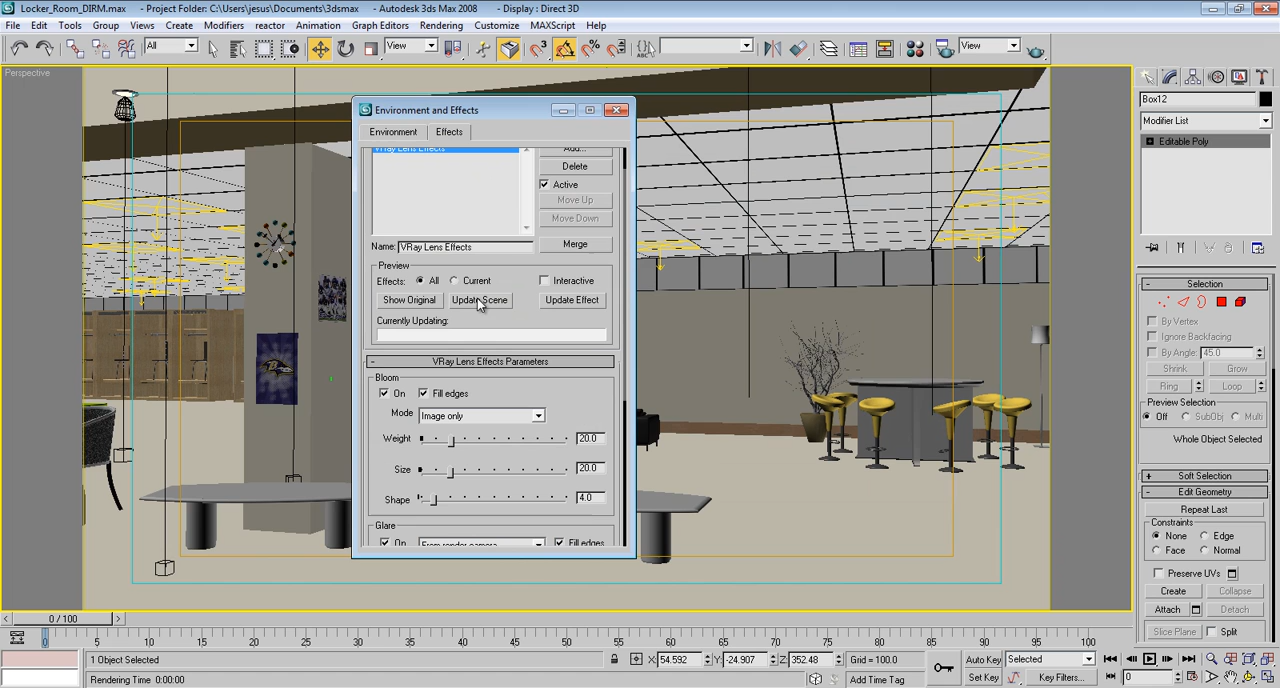 Locker_Room_DIRM.max - Project Folder: C:\Users\jesus\Documents\3dsmax - Autodesk 3ds Max 2008 - Display : Direct 3D
File Edit Tools Group Views Create Modifiers reactor Animation Graph Editors Rendering Customize MAXScript Help
All View View
Perspective
Environment and Effects
Environment Effects
VRay Lens Effects Add...
Delete
Active
Move Up
Move Down
Name: VRay Lens Effects Merge
Preview
Effects: All Current Interactive
Show Original Update Scene Update Effect
Currently Updating:
- VRay Lens Effects Parameters
Bloom
On Fill edges
Mode Image only
Weight 20.0
Size 20.0
Shape 4.0
Glare
On From render camera Fill edges
Box12
Modifier List
Editable Poly
- Selection
By Vertex
Ignore Backfacing
By Angle: 45.0
Shrink Grow
Ring Loop
Preview Selection
Off SubObj Multi
Whole Object Selected
+ Soft Selection
- Edit Geometry
Repeat Last
Constraints
None Edge
Face Normal
Preserve UVs
Create Collapse
Attach Detach
Slice Plane Split
< 0 / 100 >
0 5 10 15 20 25 30 35 40 45 50 55 60 65 70 75 80 85 90 95 100
1 Object Selected X: 54.592 Y: -24.907 Z: 352.48 Grid = 100.0 Auto Key Selected
Rendering Time 0:00:00 Add Time Tag Set Key Key Filters... 0